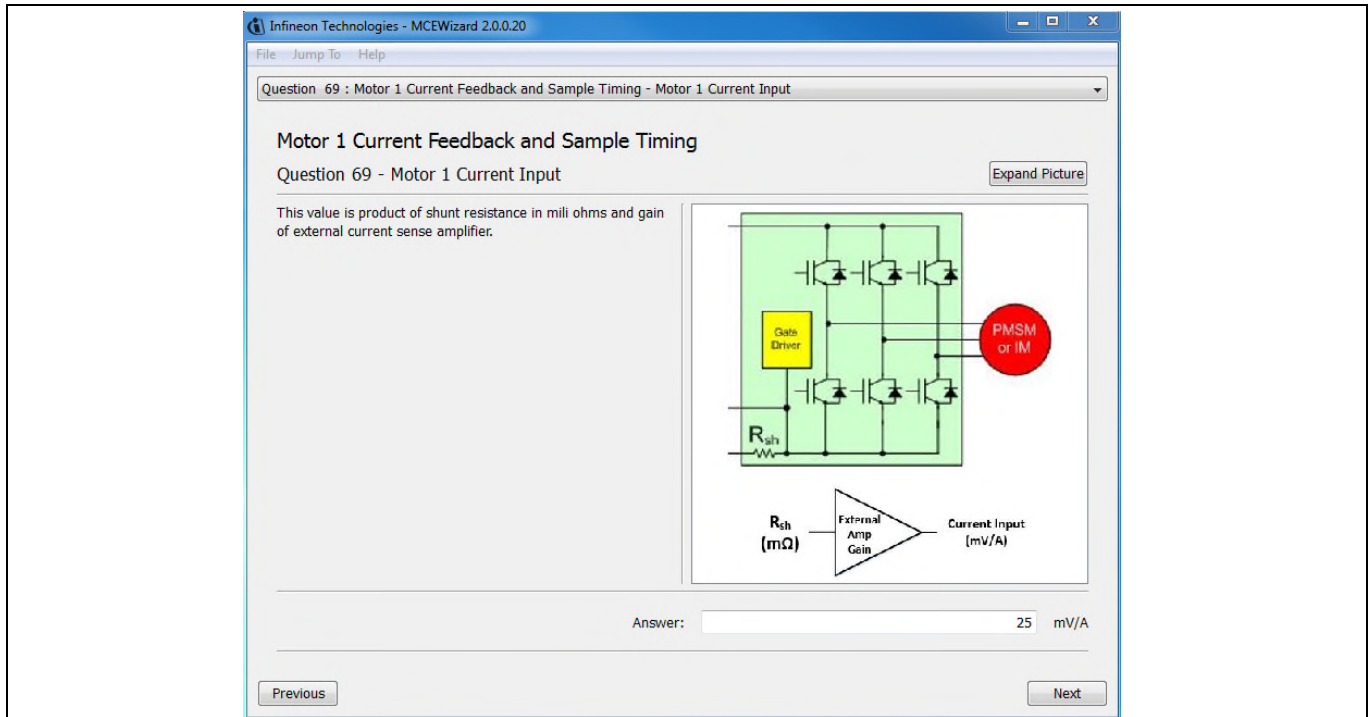 Infineon Technologies - MCEWizard 2.0.0.20
File Jump To Help
Question 69 : Motor 1 Current Feedback and Sample Timing - Motor 1 Current Input
Motor 1 Current Feedback and Sample Timing
Question 69 - Motor 1 Current Input
Expand Picture
This value is product of shunt resistance in mili ohms and gain
of external current sense amplifier.
Gate
Driver
PMSM
or IM
Rsh
Rsh
(mΩ)
External
Amp
Gain
Current Input
(mV/A)
Answer:
25 mV/A
Previous
Next